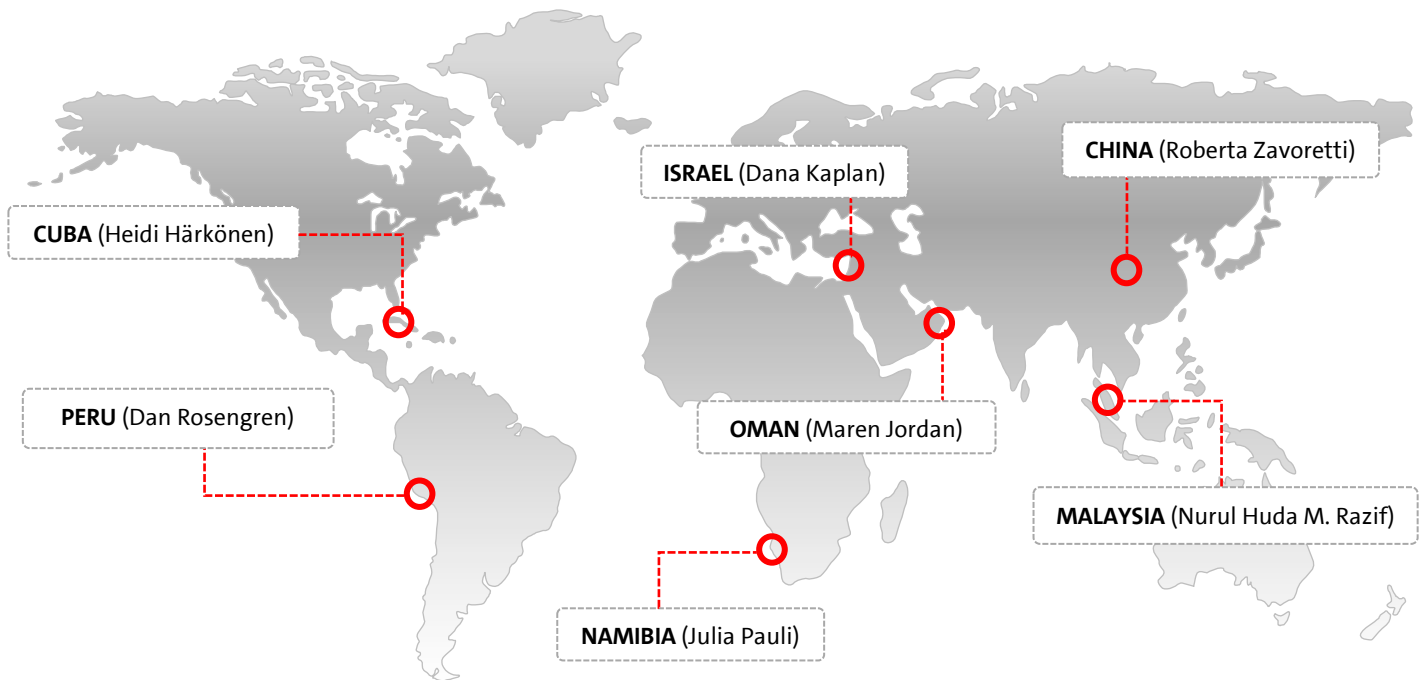 CHINA (Roberta Zavoretti)
ISRAEL (Dana Kaplan)
CUBA (Heidi Härkönen)
PERU (Dan Rosengren)
OMAN (Maren Jordan)
MALAYSIA (Nurul Huda M. Razif)
NAMIBIA (Julia Pauli)